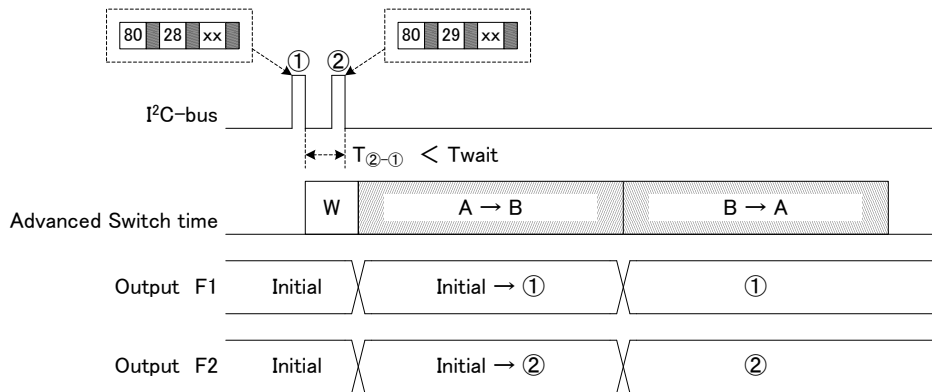 80 28 xx
80 29 xx
① ②
I²C-bus
T②-① < Twait
Advanced Switch time W A → B B → A
Output F1 Initial Initial → ① ①
Output F2 Initial Initial → ② ②